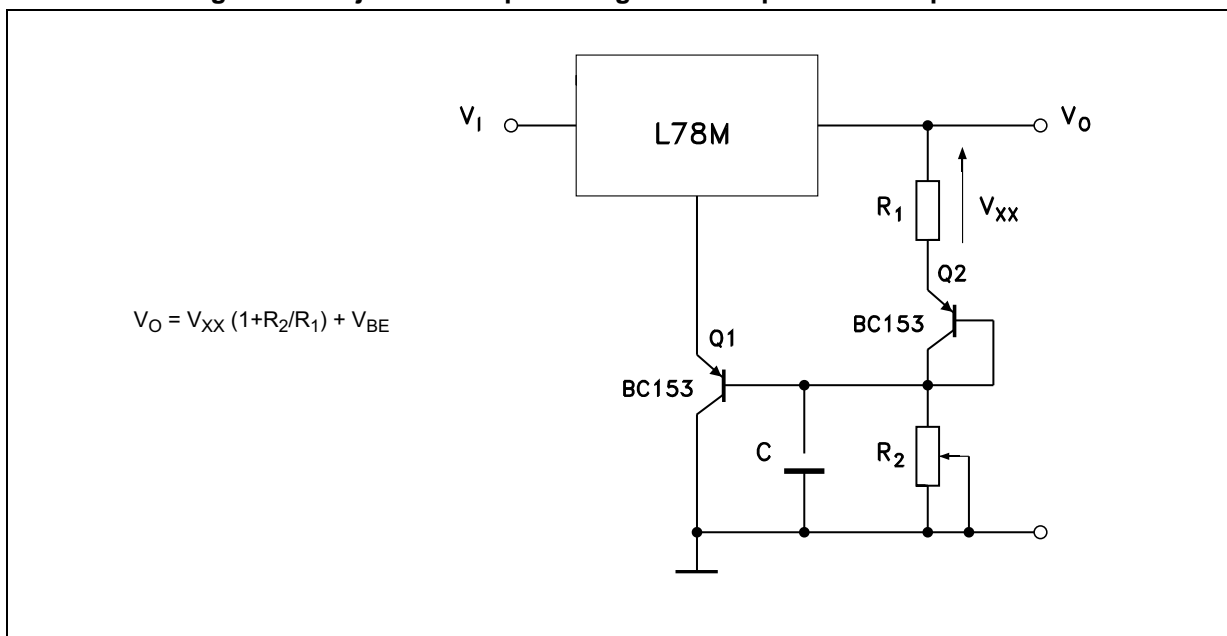 V_I
L78M
V_O
R_1
V_XX
Q2
V_O = V_XX (1+R_2/R_1) + V_BE
BC153
Q1
BC153
C
R_2